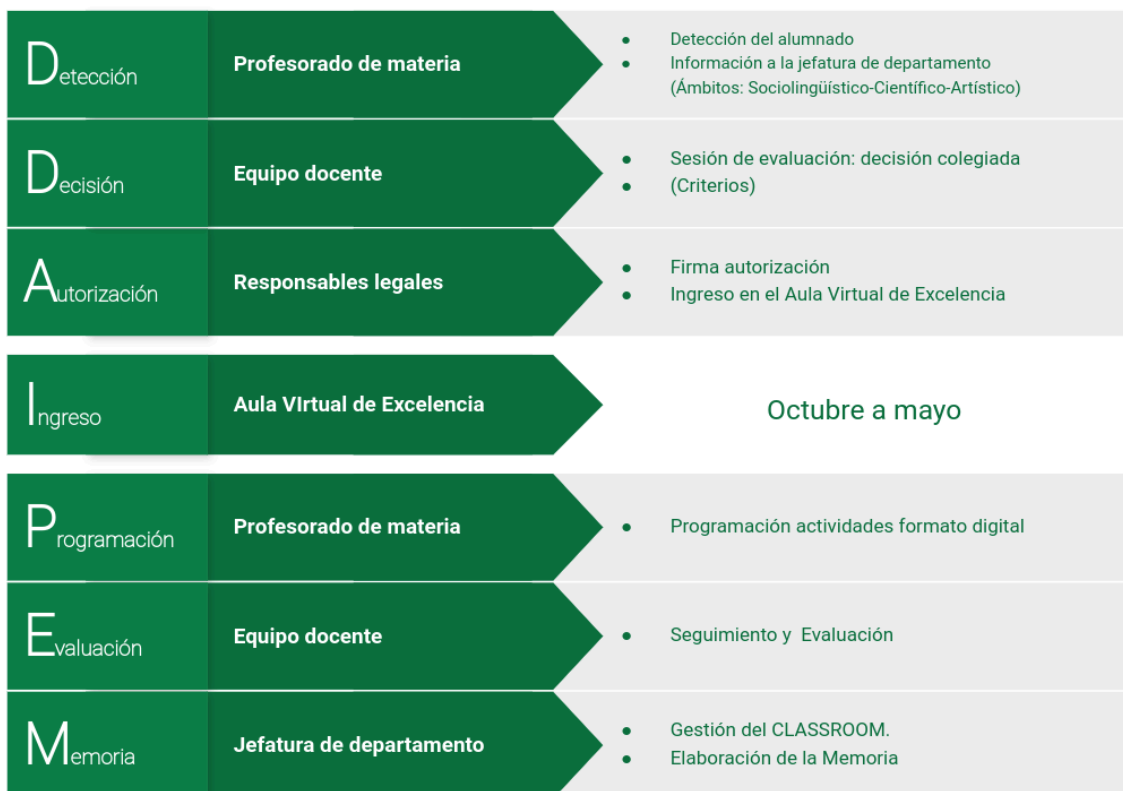 Detección
Profesorado de materia
● Detección del alumnado
● Información a la jefatura de departamento
(Ámbitos: Sociolingüístico-Científico-Artístico)
Decisión
Equipo docente
● Sesión de evaluación: decisión colegiada
● (Criterios)
Autorización
Responsables legales
● Firma autorización
● Ingreso en el Aula Virtual de Excelencia
Ingreso
Aula VIrtual de Excelencia
Octubre a mayo
Programación
Profesorado de materia
● Programación actividades formato digital
Evaluación
Equipo docente
● Seguimiento y Evaluación
Memoria
Jefatura de departamento
● Gestión del CLASSROOM.
● Elaboración de la Memoria